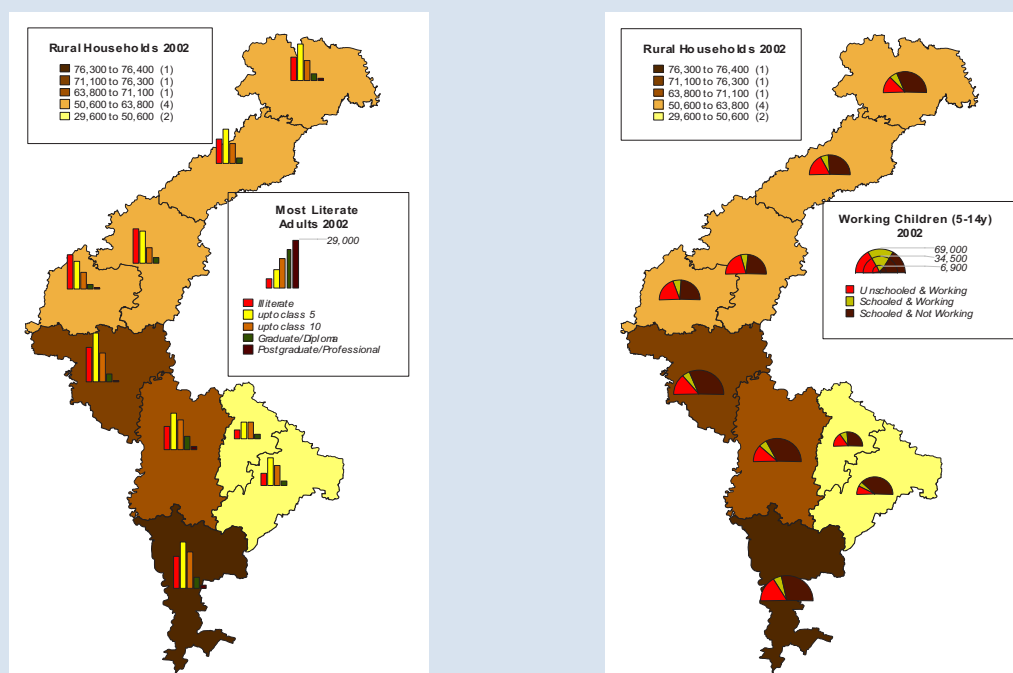 Rural Households 2002
76,300 to 76,400 (1)
71,100 to 76,300 (1)
63,800 to 71,100 (1)
50,600 to 63,800 (4)
29,600 to 50,600 (2)
Most Literate
Adults 2002
29,000
Illiterate
upto class 5
upto class 10
Graduate/Diploma
Postgraduate/Professional
Rural Households 2002
76,300 to 76,400 (1)
71,100 to 76,300 (1)
63,800 to 71,100 (1)
50,600 to 63,800 (4)
29,600 to 50,600 (2)
Working Children (5-14y)
2002
69,000
34,500
6,900
Unschooled & Working
Schooled & Working
Schooled & Not Working